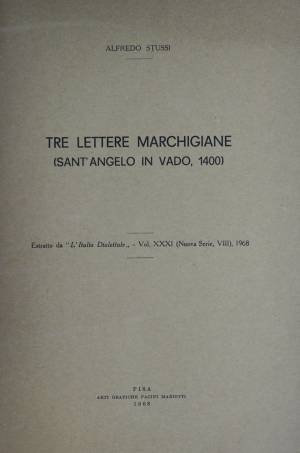 ALFREDO STUSSI
TRE LETTERE MARCHIGIANE
(SANT'ANGELO IN VADO, 1400)
Estratto da "L'Italia Dialettale„ - Vol. XXXI (Nuova Serie, VIII), 1968
PISA
ARTI GRAFICHE PACINI MARIOTTI
1968